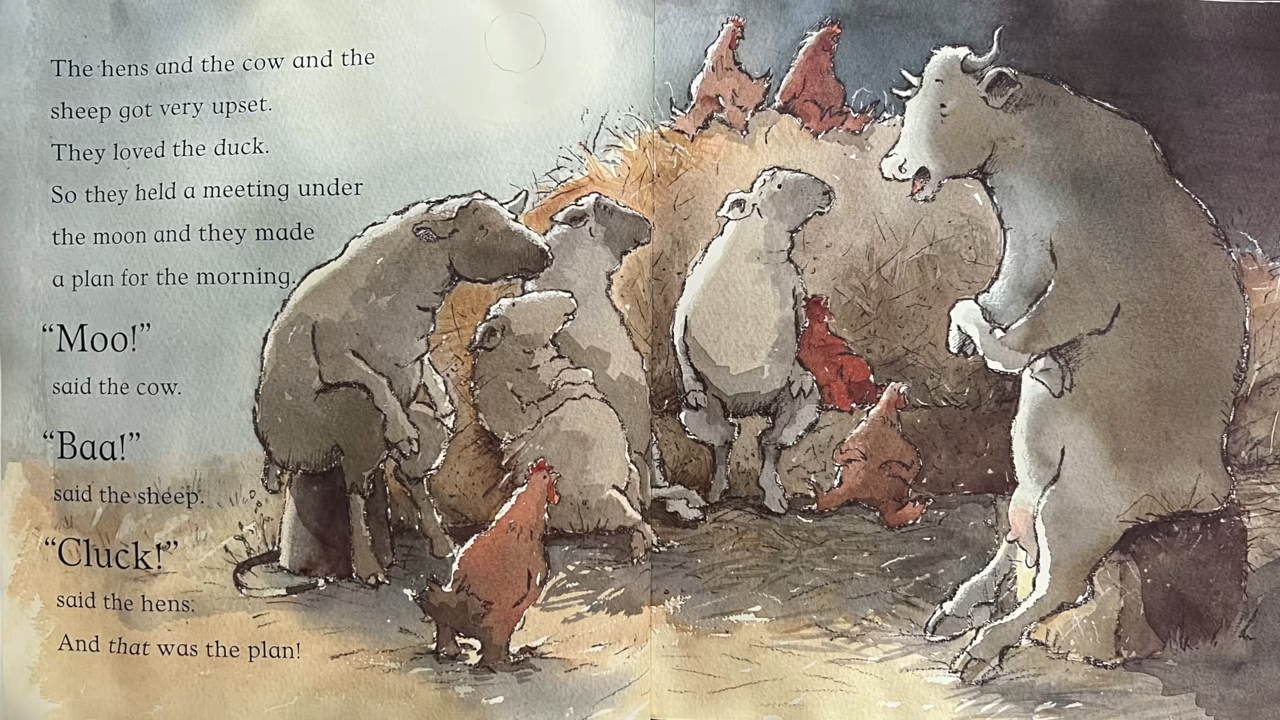 The hens and the cow and the
sheep got very upset.
They loved the duck.
So they held a meeting under
the moon and they made
a plan for the morning.
“Moo!”
said the cow.
“Baa!”
said the sheep.
“Cluck!”
said the hens.
And that was the plan!